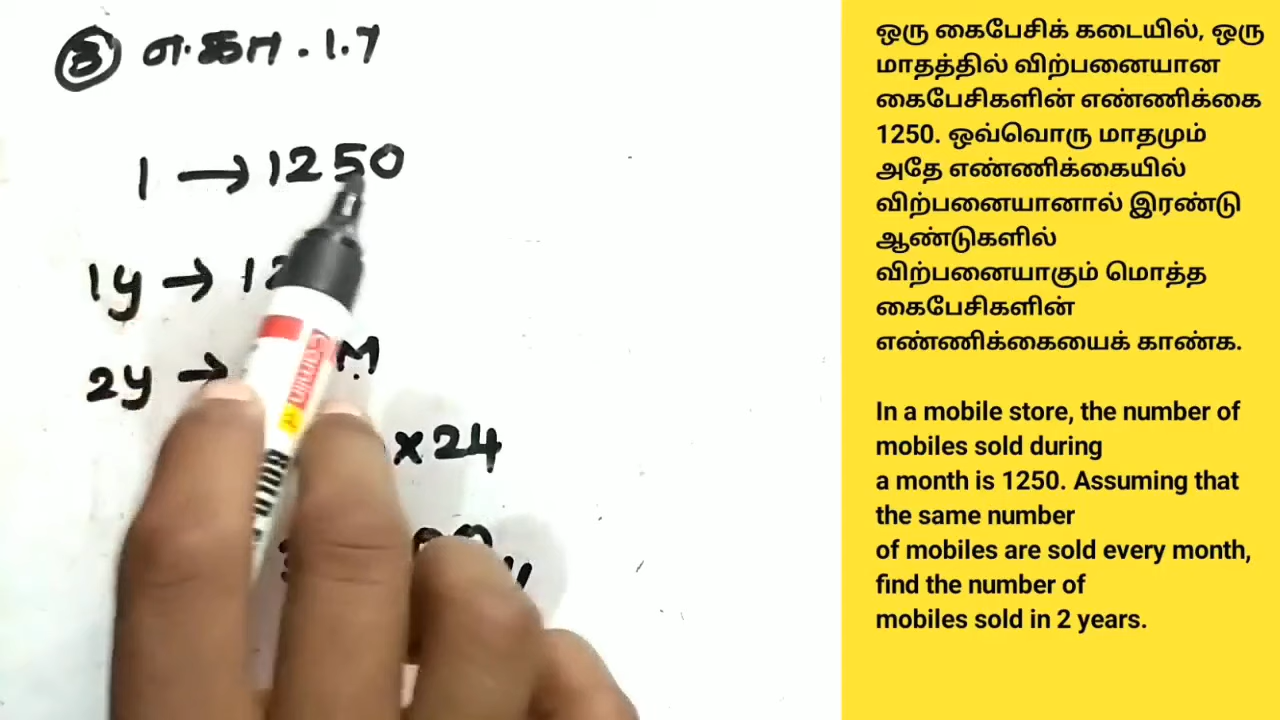 ③ எ.கா. 1.7
1 → 1250
1y →
2y → M
x 24
ஒரு கைபேசிக் கடையில், ஒரு
மாதத்தில் விற்பனையான
கைபேசிகளின் எண்ணிக்கை
1250. ஒவ்வொரு மாதமும்
அதே எண்ணிக்கையில்
விற்பனையானால் இரண்டு
ஆண்டுகளில்
விற்பனையாகும் மொத்த
கைபேசிகளின்
எண்ணிக்கையைக் காண்க.
In a mobile store, the number of
mobiles sold during
a month is 1250. Assuming that
the same number
of mobiles are sold every month,
find the number of
mobiles sold in 2 years.